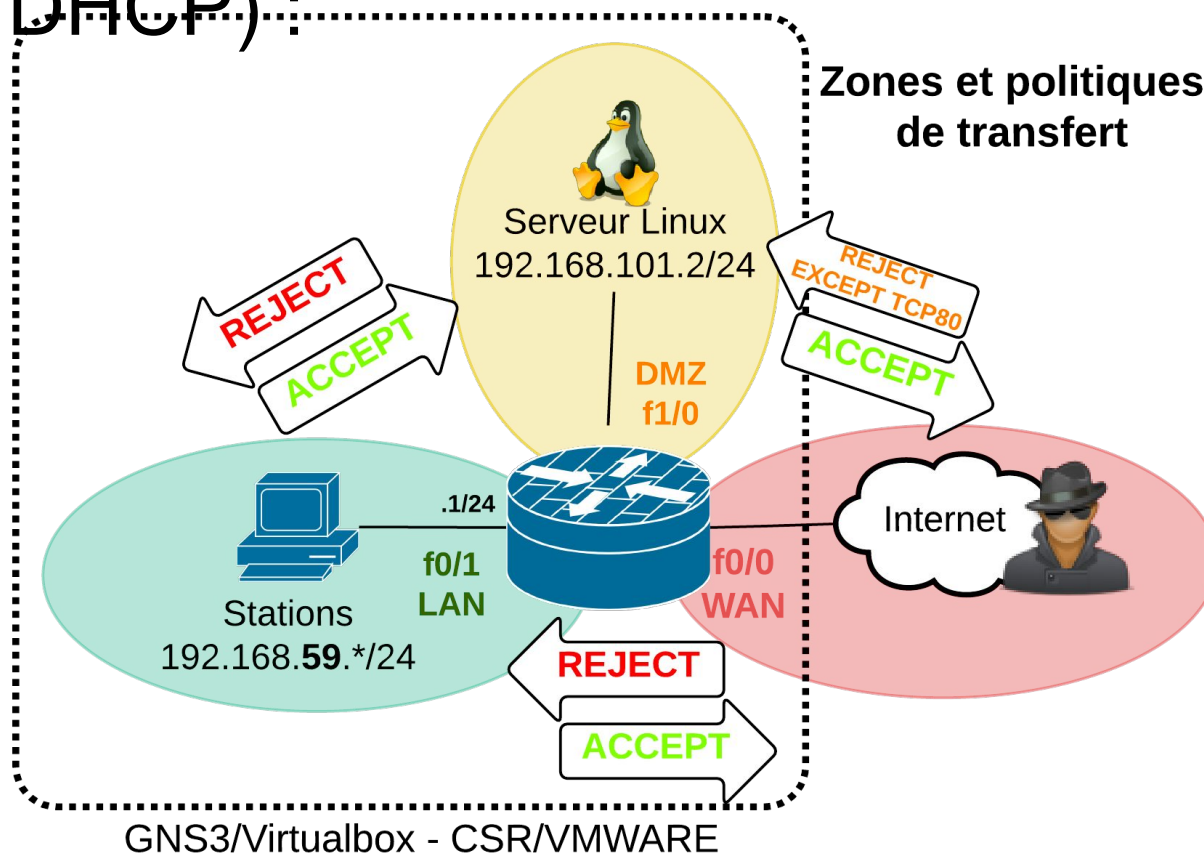 DHCP) :
Zones et politiques
de transfert
Serveur Linux
192.168.101.2/24
REJECT
ACCEPT
REJECT
EXCEPT TCP80
ACCEPT
DMZ
f1/0
.1/24
f0/1
LAN
Stations
192.168.59.*/24
Internet
f0/0
WAN
REJECT
ACCEPT
GNS3/Virtualbox - CSR/VMWARE